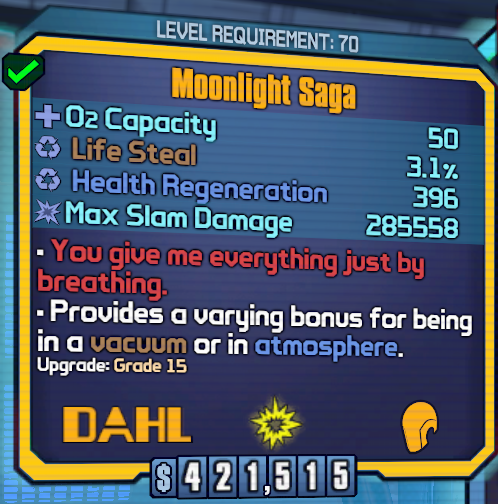 LEVEL REQUIREMENT: 70
Moonlight Saga
O2 Capacity 50
Life Steal 3.1%
Health Regeneration 396
Max Slam Damage 285558
• You give me everything just by
breathing.
• Provides a varying bonus for being
in a vacuum or in atmosphere.
Upgrade: Grade 15
DAHL
$421,515